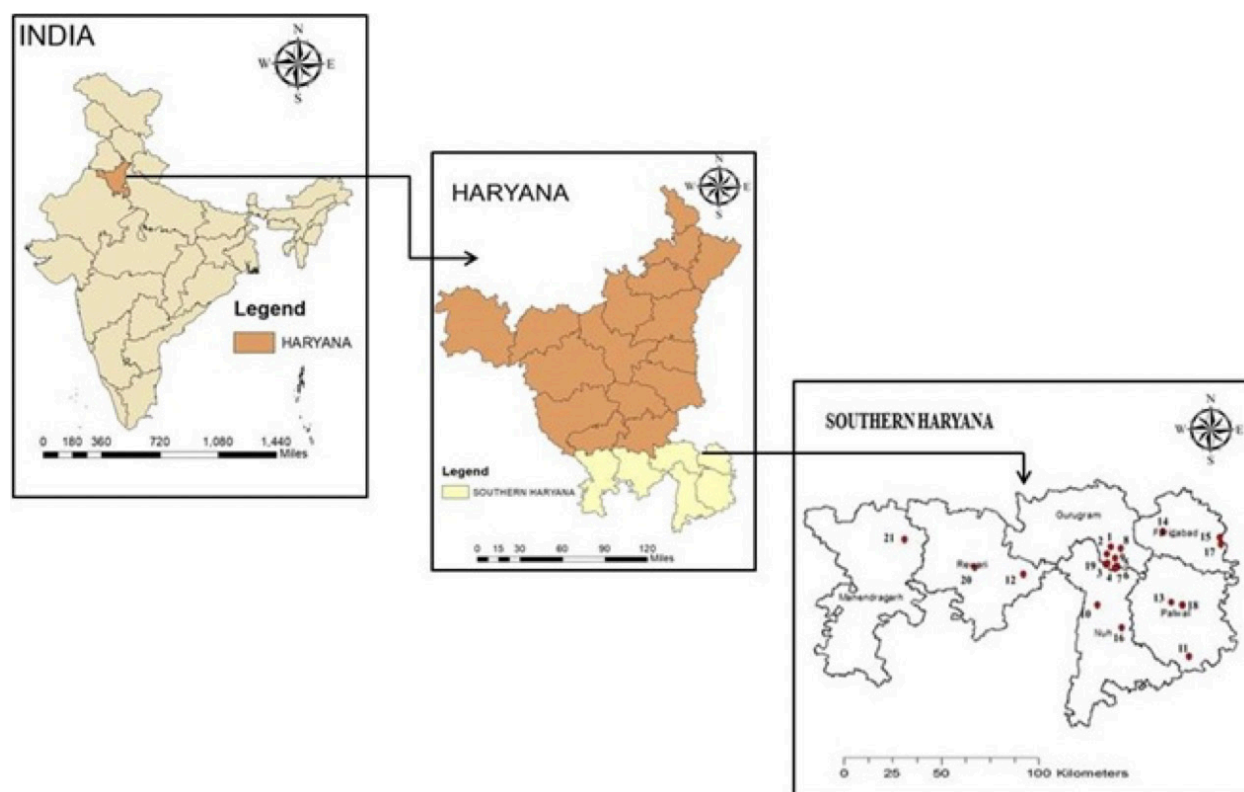 INDIA
N
W E
S
Legend
HARYANA
0 180 360 720 1,080 1,440
Miles
HARYANA
N
W E
S
Legend
SOUTHERN HARYANA
0 15 30 60 90 120
Miles
SOUTHERN HARYANA
N
W E
S
Gurugram
14
Faridabad
15
17
21
2 1 8
19 9
3 4 7 6
Rewari
20
12
Mahendragarh
10
Nuh
16
13
18
Palwal
11
0 25 50 100 Kilometers